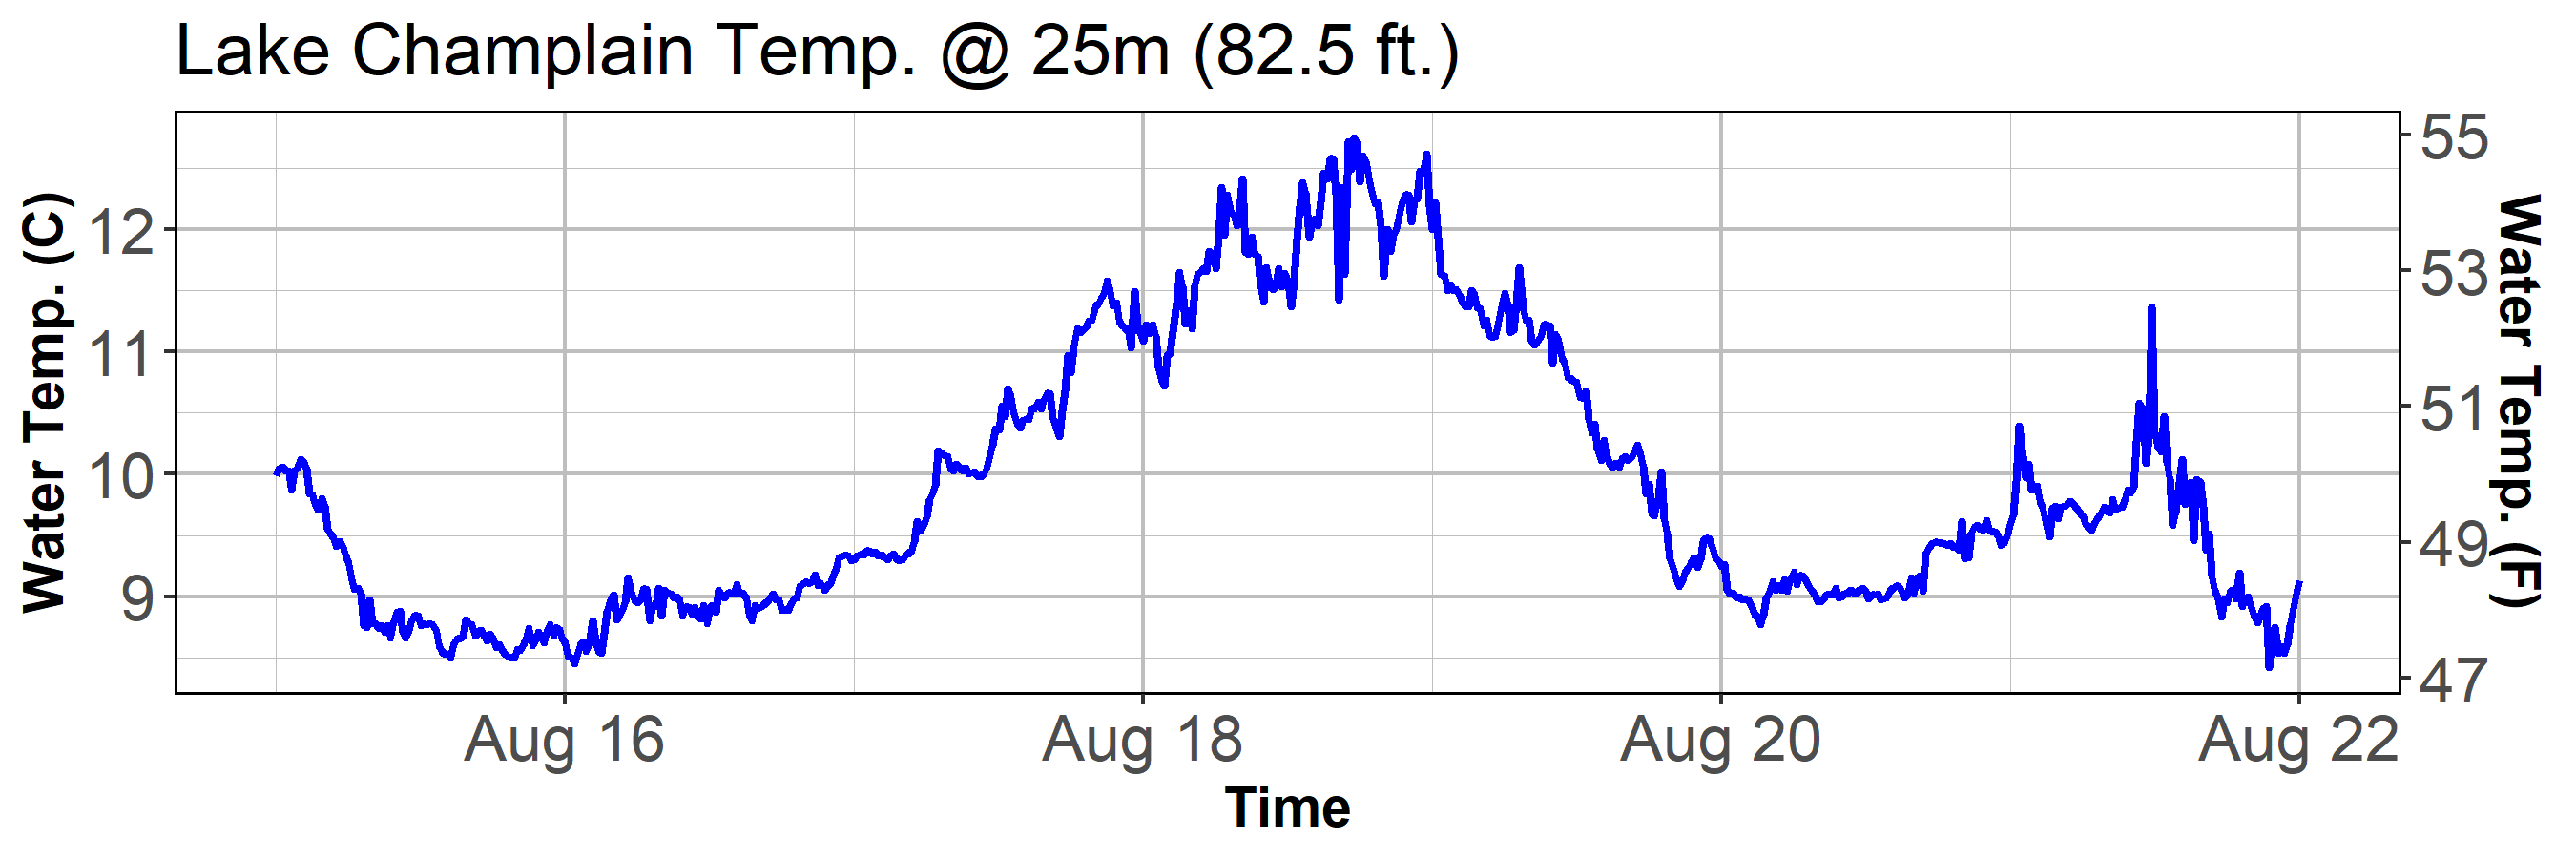 Lake Champlain Temp. @ 25m (82.5 ft.)
Water Temp. (C)
12
11
10
9
55
53
51
49
47
Water Temp. (F)
Aug 16
Aug 18
Aug 20
Aug 22
Time